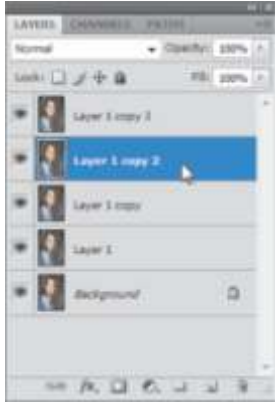 LAYERS CHANNELS PATHS
Normal Opacity: 100%
Lock: Fill: 100%
Layer 1 copy 3
Layer 1 copy 2
Layer 1 copy
Layer 1
Background
fx